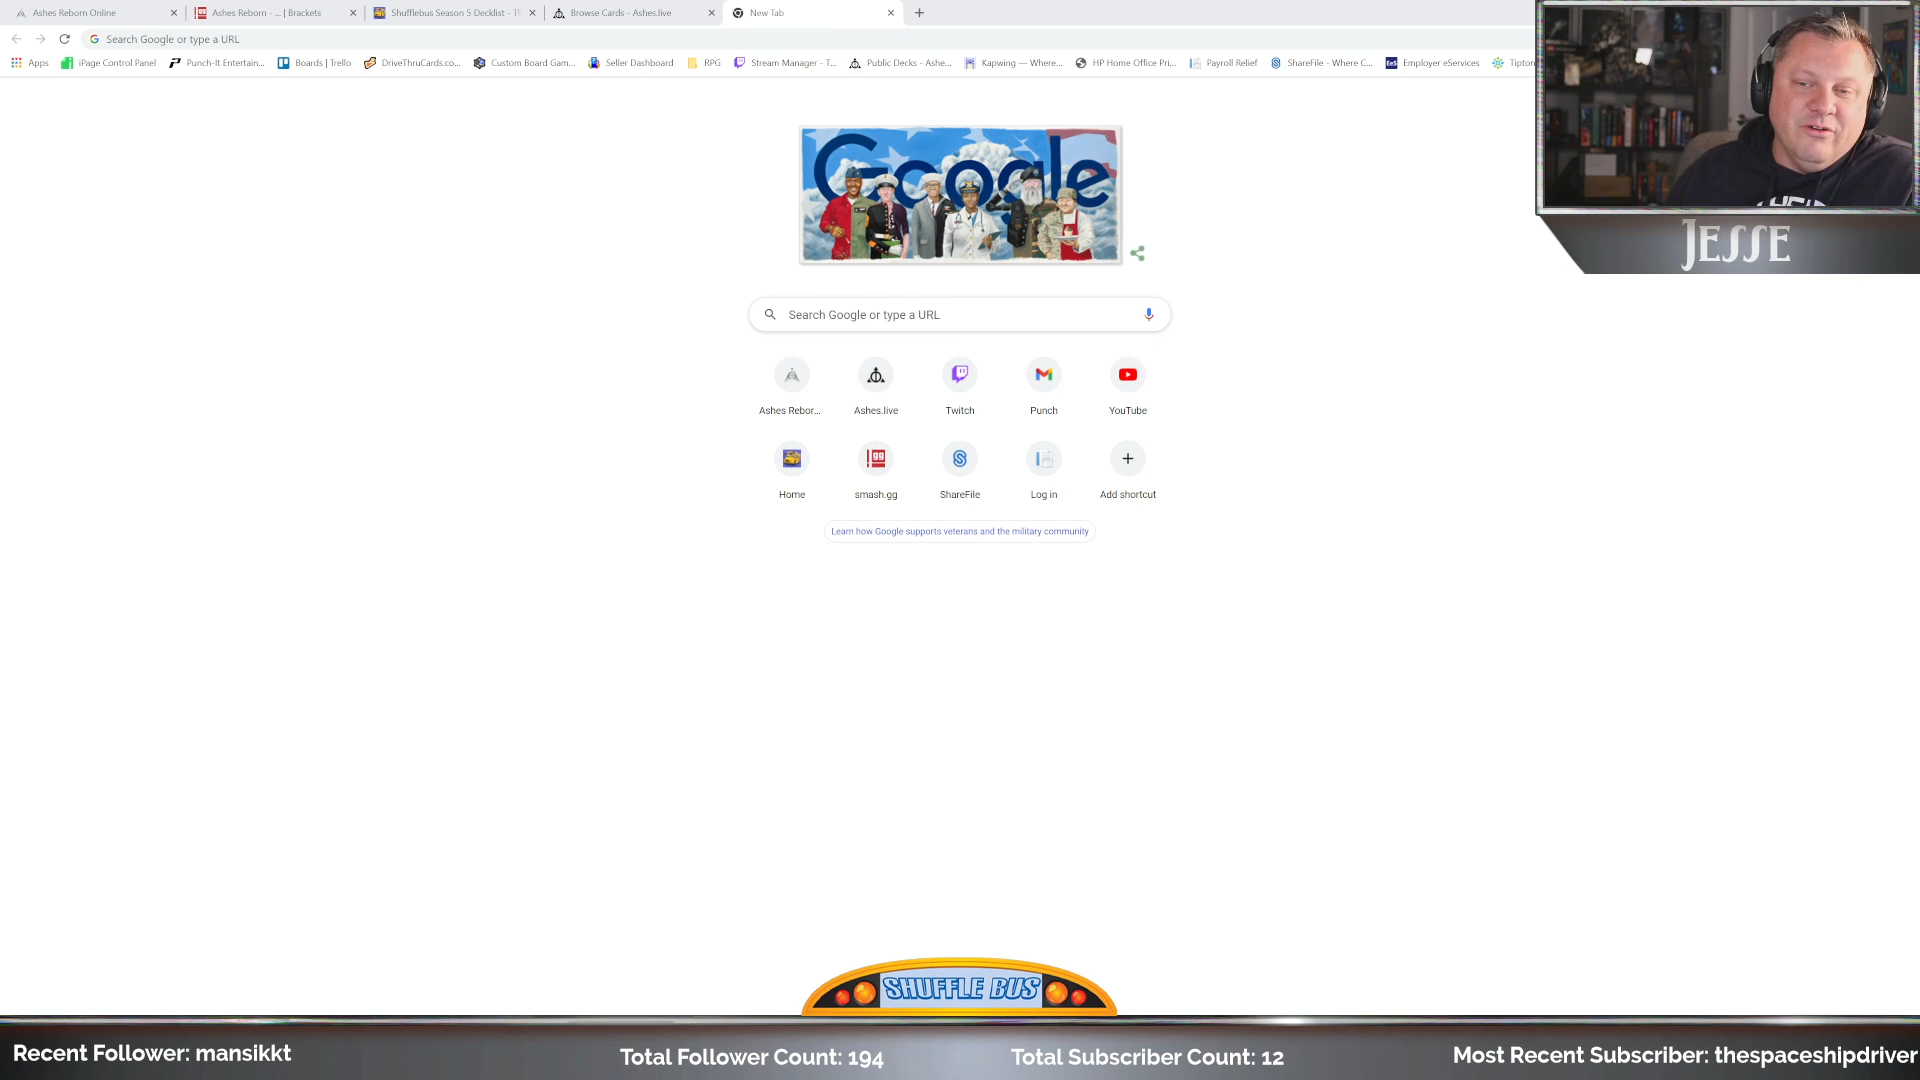 Ashes Reborn Online
Ashes Reborn - ... | Brackets
Shufflebus Season 5 Decklist - Th
Browse Cards - Ashes.live
New Tab
Search Google or type a URL
Apps
iPage Control Panel
Punch-It Entertain...
Boards | Trello
DriveThruCards.co...
Custom Board Gam...
Seller Dashboard
RPG
Stream Manager - T...
Public Decks - Ashe...
Kapwing — Where...
HP Home Office Pri...
Payroll Relief
ShareFile - Where C...
EeS
Employer eServices
Tipton
JESSE
Google
Search Google or type a URL
Ashes Rebor...
Ashes.live
Twitch
Punch
YouTube
gg
Home
smash.gg
ShareFile
Log in
Add shortcut
Learn how Google supports veterans and the military community
SHUFFLE BUS
Recent Follower: mansikkt
Total Follower Count: 194
Total Subscriber Count: 12
Most Recent Subscriber: thespaceshipdriver